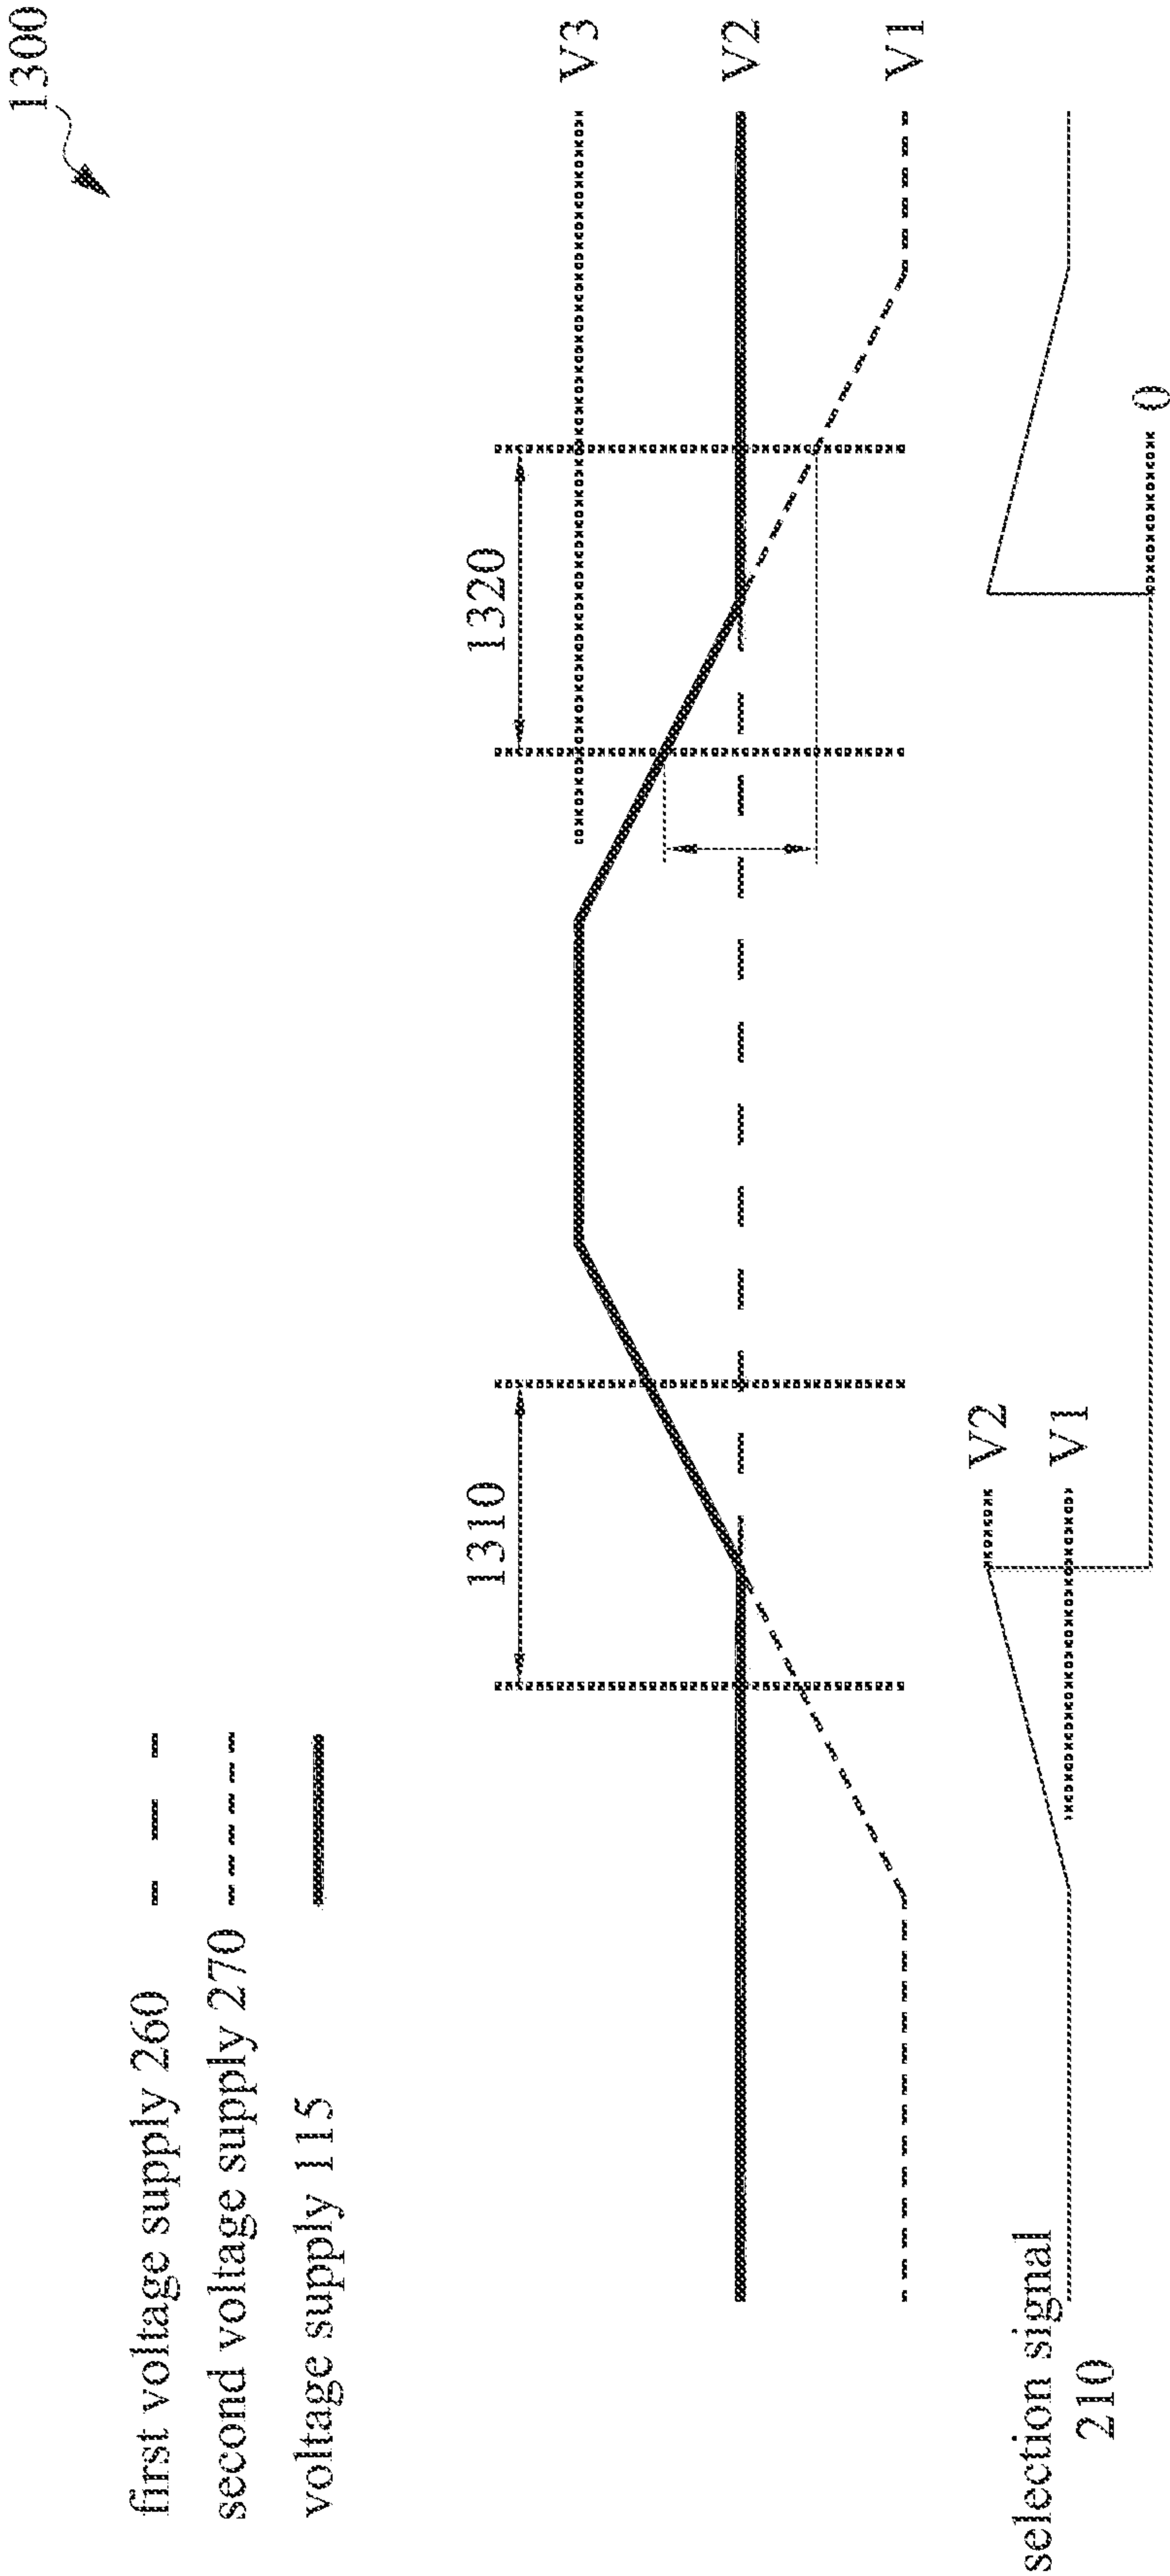 1300
first voltage supply 260
second voltage supply 270
voltage supply 115
1310
1320
V3
V2
V1
selection signal
210
V2
V1
0